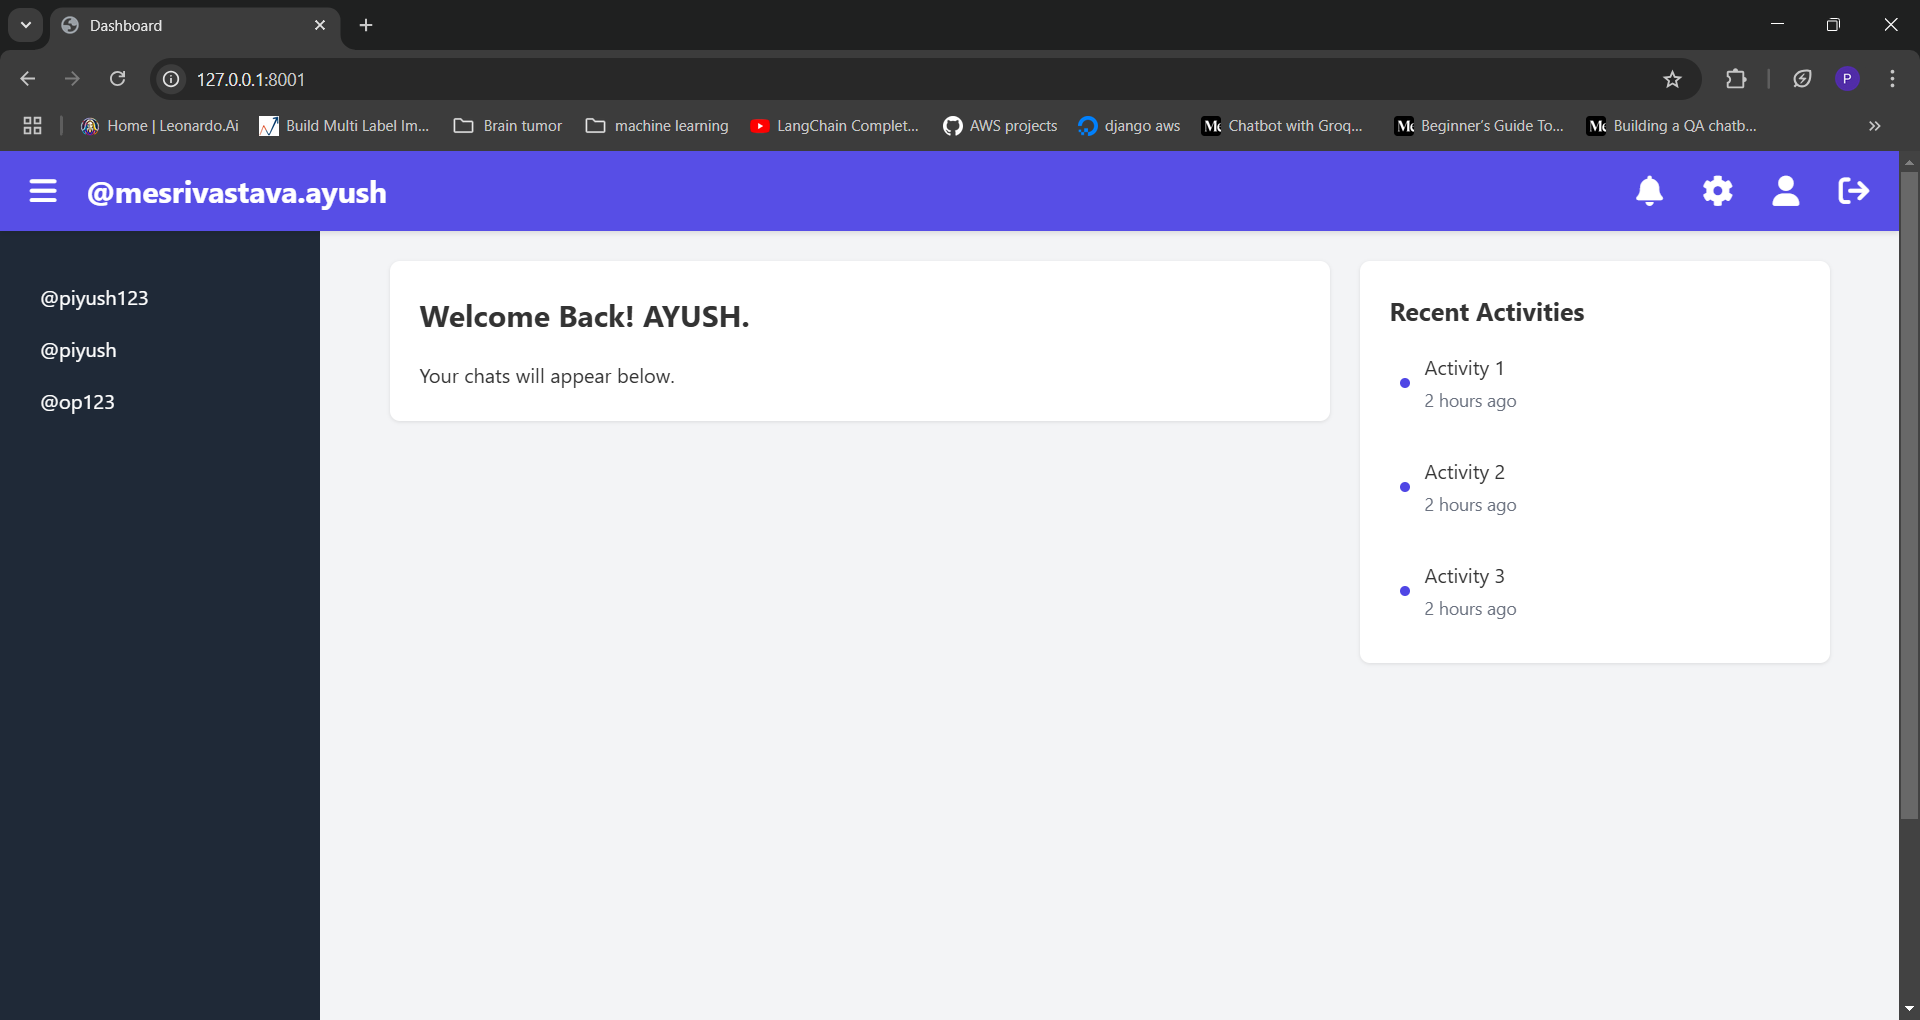 Dashboard
127.0.0.1:8001
Home | Leonardo.Ai
Build Multi Label Im...
Brain tumor
machine learning
LangChain Complet...
AWS projects
django aws
Chatbot with Groq...
Beginner's Guide To...
Building a QA chatb...
P
@mesrivastava.ayush
@piyush123
@piyush
@op123
Welcome Back! AYUSH.
Your chats will appear below.
Recent Activities
Activity 1
2 hours ago
Activity 2
2 hours ago
Activity 3
2 hours ago